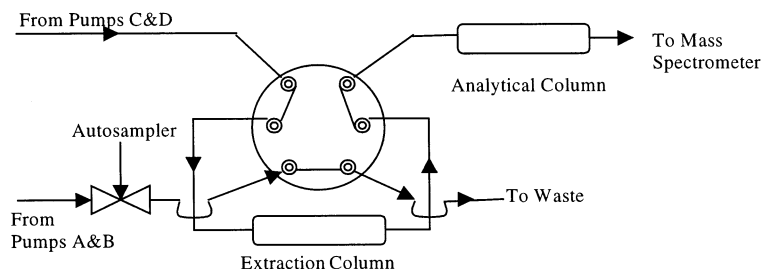 From Pumps C&D
To Mass
Spectrometer
Analytical Column
Autosampler
From
Pumps A&B
To Waste
Extraction Column